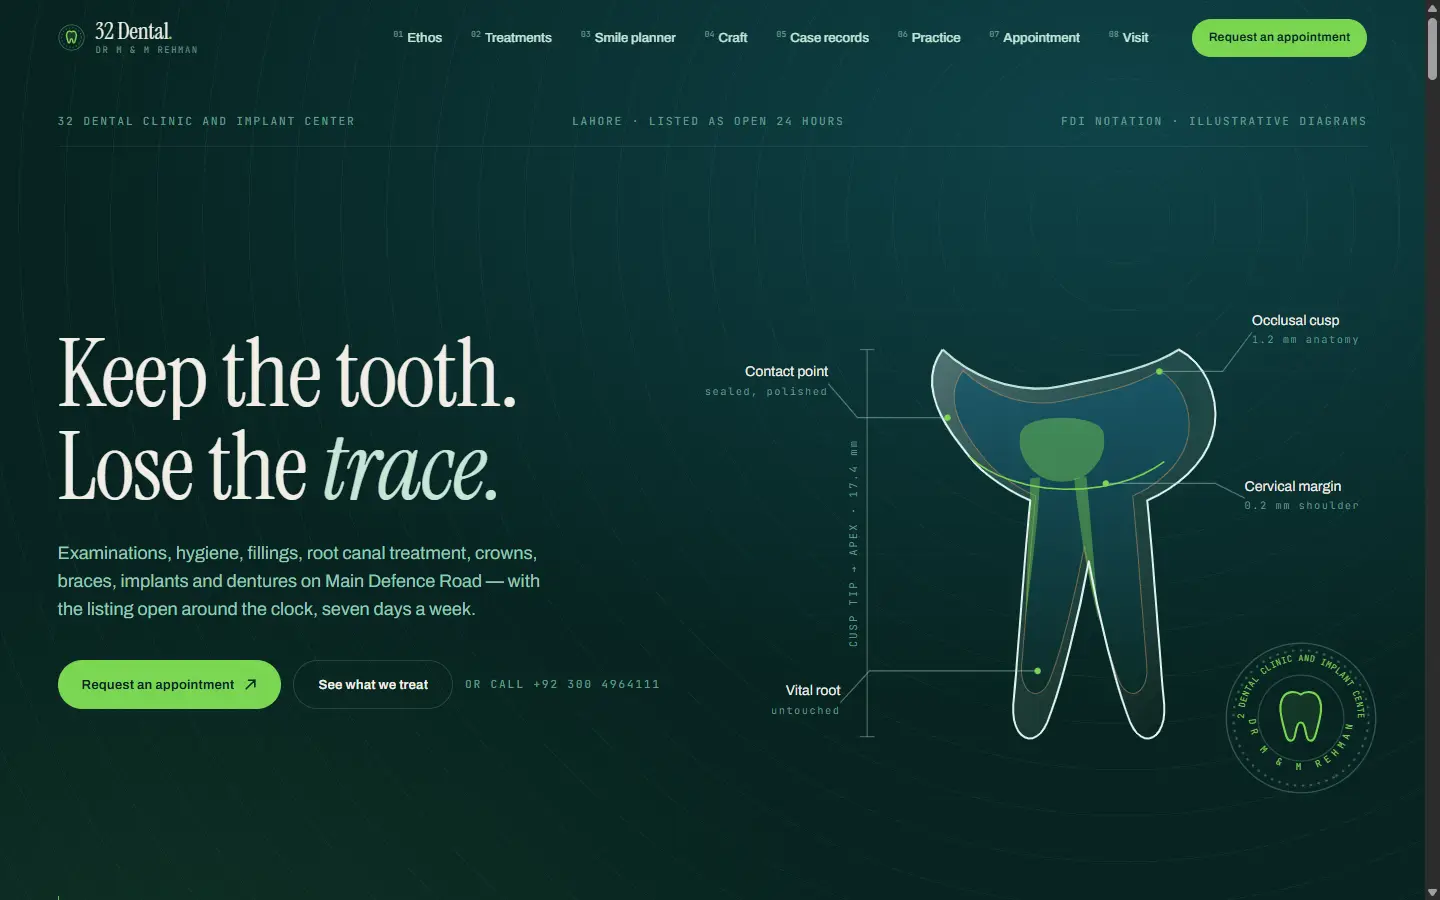 32 Dental.
DR M & M REHMAN
01 Ethos
02 Treatments
03 Smile planner
04 Craft
05 Case records
06 Practice
07 Appointment
08 Visit
Request an appointment
32 DENTAL CLINIC AND IMPLANT CENTER
LAHORE · LISTED AS OPEN 24 HOURS
FDI NOTATION · ILLUSTRATIVE DIAGRAMS
Keep the tooth.
Lose the trace.
Examinations, hygiene, fillings, root canal treatment, crowns,
braces, implants and dentures on Main Defence Road — with
the listing open around the clock, seven days a week.
Request an appointment
See what we treat
OR CALL +92 300 4964111
Occlusal cusp
1.2 mm anatomy
Contact point
sealed, polished
CUSP TIP → APEX · 17.4 mm
Cervical margin
0.2 mm shoulder
Vital root
untouched
2 DENTAL CLINIC AND IMPLANT CENTE
DR M & M REHMAN